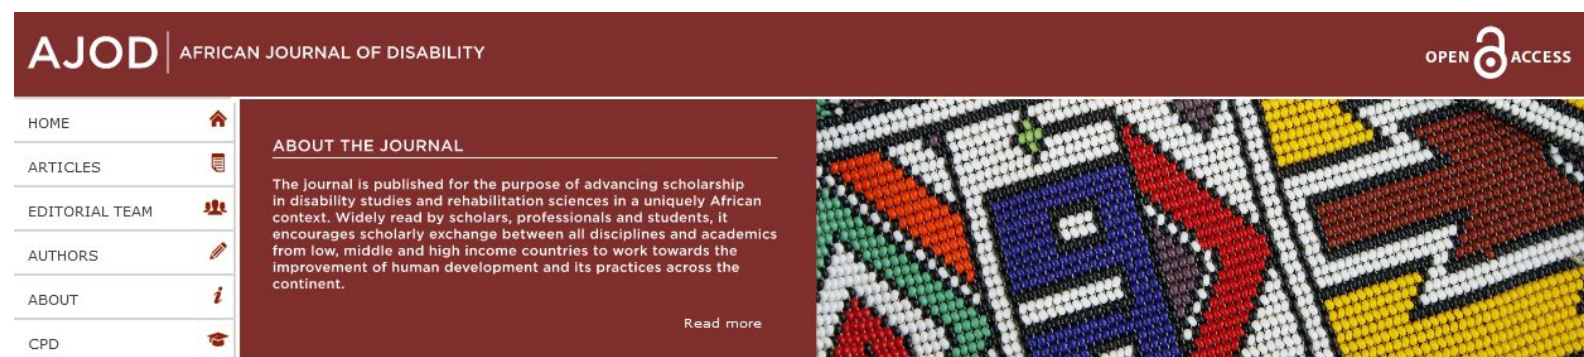 AJOD AFRICAN JOURNAL OF DISABILITY
OPEN ACCESS
HOME
ARTICLES
EDITORIAL TEAM
AUTHORS
ABOUT
CPD
ABOUT THE JOURNAL
The journal is published for the purpose of advancing scholarship
in disability studies and rehabilitation sciences in a uniquely African
context. Widely read by scholars, professionals and students, it
encourages scholarly exchange between all disciplines and academics
from low, middle and high income countries to work towards the
improvement of human development and its practices across the
continent.
Read more